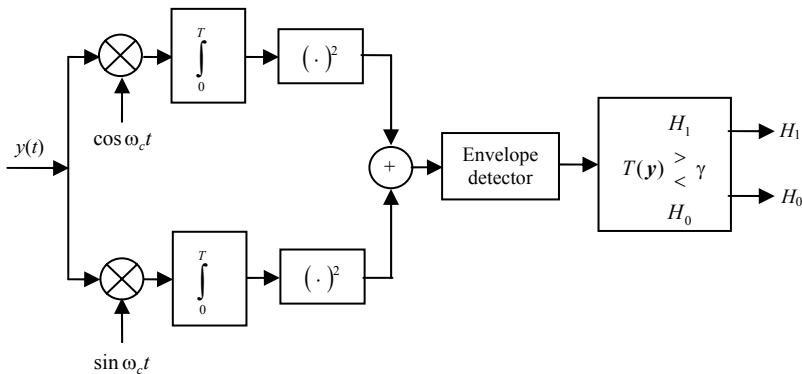 T
∫
0
( · )²
cos ω_c t
y(t)
+
Envelope
detector
H₁
T(y) > < γ
H₀
H₁
H₀
T
∫
0
( · )²
sin ω_c t